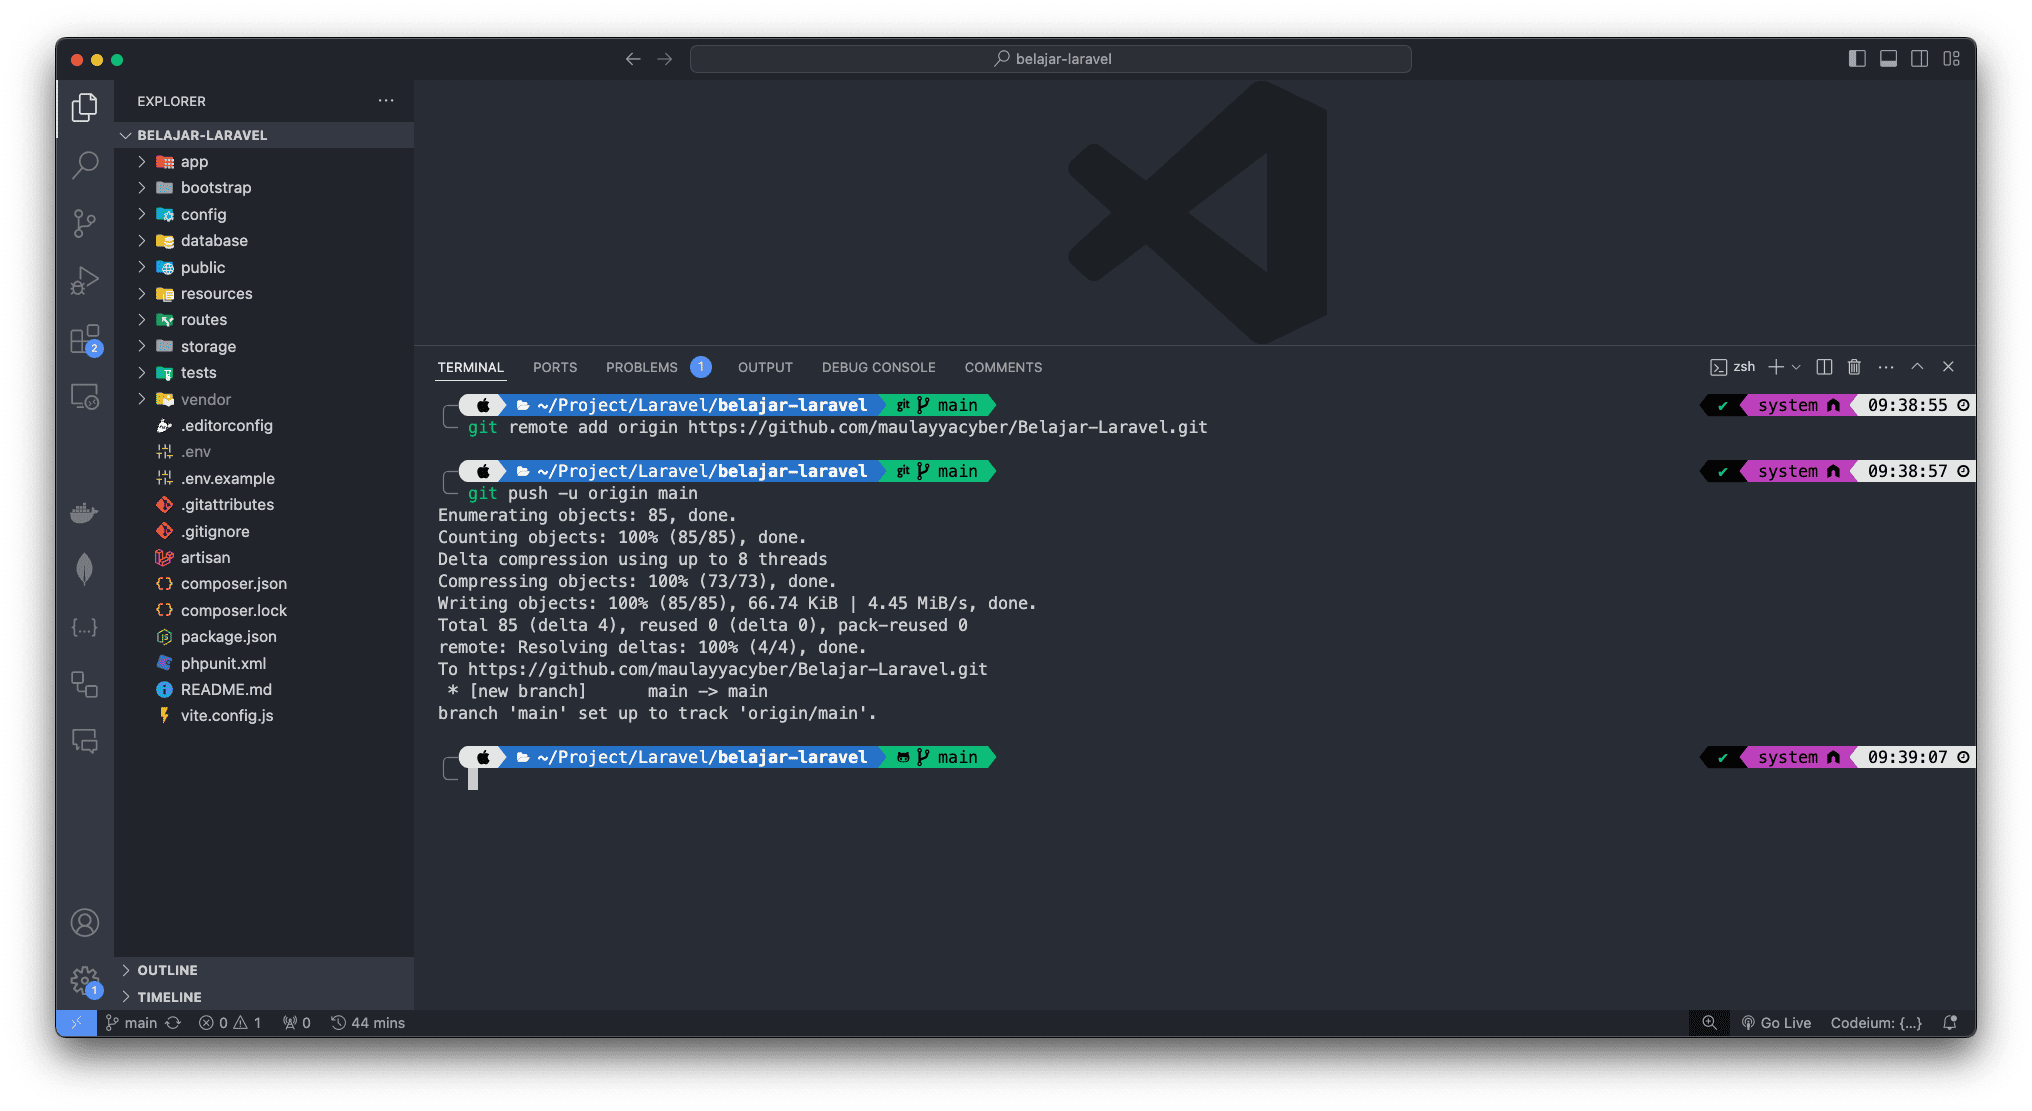 belajar-laravel
EXPLORER
BELAJAR-LARAVEL
app
bootstrap
config
database
public
resources
routes
storage
tests
vendor
.editorconfig
.env
.env.example
.gitattributes
.gitignore
artisan
composer.json
composer.lock
package.json
phpunit.xml
README.md
vite.config.js
OUTLINE
TIMELINE
2
1
TERMINAL PORTS PROBLEMS 1 OUTPUT DEBUG CONSOLE COMMENTS zsh
~/Project/Laravel/belajar-laravel git main ✔ system 09:38:55
git remote add origin https://github.com/maulayyacyber/Belajar-Laravel.git
~/Project/Laravel/belajar-laravel git main ✔ system 09:38:57
git push -u origin main
Enumerating objects: 85, done.
Counting objects: 100% (85/85), done.
Delta compression using up to 8 threads
Compressing objects: 100% (73/73), done.
Writing objects: 100% (85/85), 66.74 KiB | 4.45 MiB/s, done.
Total 85 (delta 4), reused 0 (delta 0), pack-reused 0
remote: Resolving deltas: 100% (4/4), done.
To https://github.com/maulayyacyber/Belajar-Laravel.git
 * [new branch]      main -> main
branch 'main' set up to track 'origin/main'.
~/Project/Laravel/belajar-laravel main ✔ system 09:39:07
main 0 1 0 44 mins Go Live Codeium: {...}